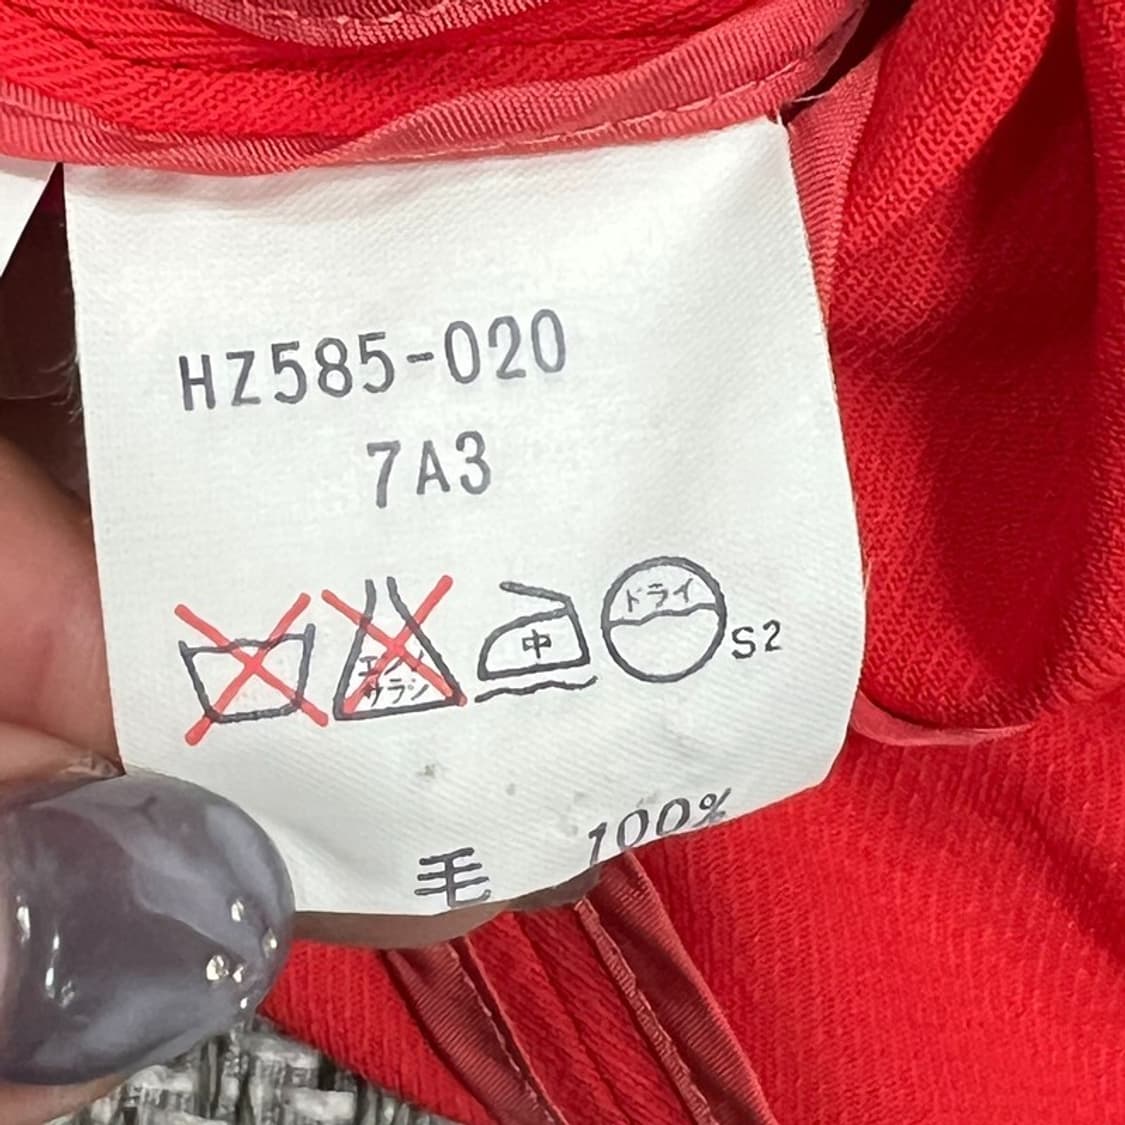 HZ585-020
7A3
エンソ
サラシ
中
ドライ
S2
毛 100%